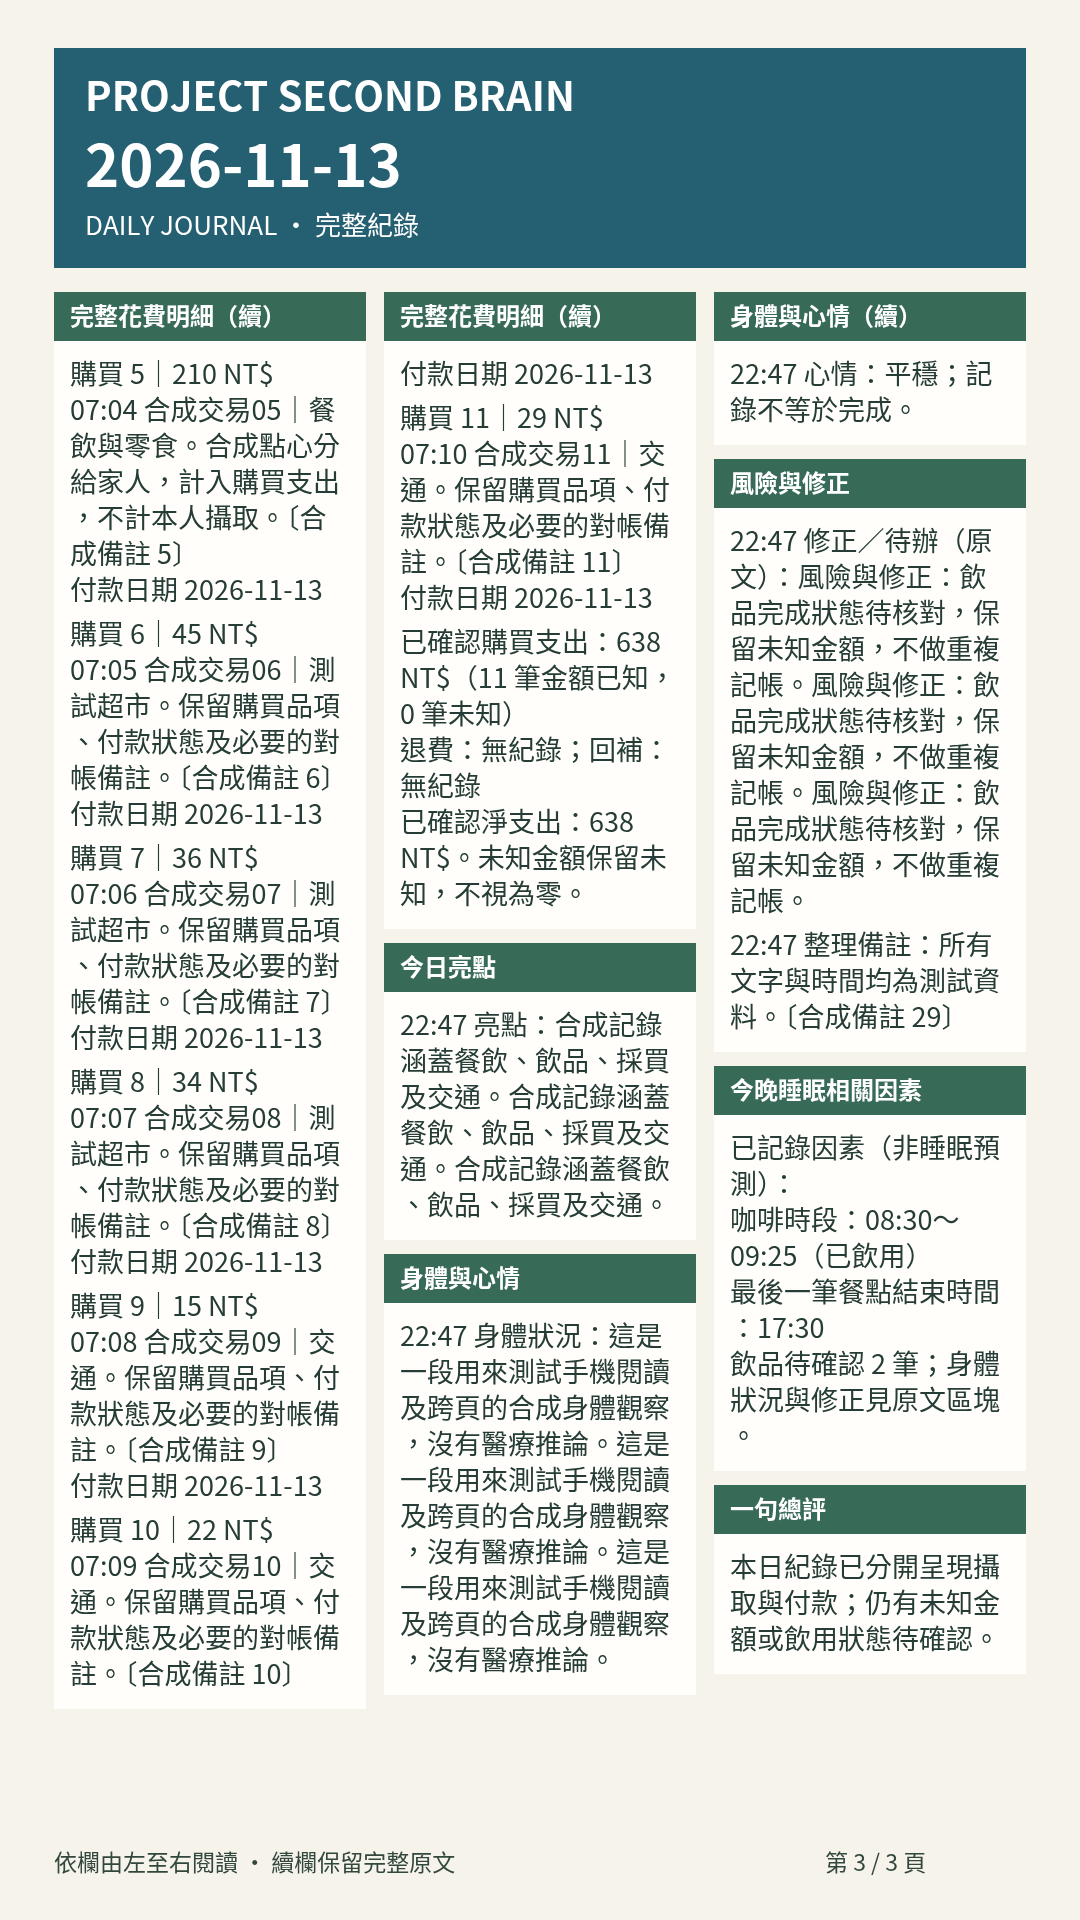 PROJECT SECOND BRAIN
2026-11-13
DAILY JOURNAL ・ 完整紀錄
完整花費明細（續）
購買 5｜210 NT$
07:04 合成交易05｜餐
飲與零食。合成點心分
給家人，計入購買支出
，不計本人攝取。〔合
成備註 5〕
付款日期 2026-11-13
購買 6｜45 NT$
07:05 合成交易06｜測
試超市。保留購買品項
、付款狀態及必要的對
帳備註。〔合成備註 6〕
付款日期 2026-11-13
購買 7｜36 NT$
07:06 合成交易07｜測
試超市。保留購買品項
、付款狀態及必要的對
帳備註。〔合成備註 7〕
付款日期 2026-11-13
購買 8｜34 NT$
07:07 合成交易08｜測
試超市。保留購買品項
、付款狀態及必要的對
帳備註。〔合成備註 8〕
付款日期 2026-11-13
購買 9｜15 NT$
07:08 合成交易09｜交
通。保留購買品項、付
款狀態及必要的對帳備
註。〔合成備註 9〕
付款日期 2026-11-13
購買 10｜22 NT$
07:09 合成交易10｜交
通。保留購買品項、付
款狀態及必要的對帳備
註。〔合成備註 10〕
完整花費明細（續）
付款日期 2026-11-13
購買 11｜29 NT$
07:10 合成交易11｜交
通。保留購買品項、付
款狀態及必要的對帳備
註。〔合成備註 11〕
付款日期 2026-11-13
已確認購買支出：638
NT$（11 筆金額已知，
0 筆未知）
退費：無紀錄；回補：
無紀錄
已確認淨支出：638
NT$。未知金額保留未
知，不視為零。
今日亮點
22:47 亮點：合成記錄
涵蓋餐飲、飲品、採買
及交通。合成記錄涵蓋
餐飲、飲品、採買及交
通。合成記錄涵蓋餐飲
、飲品、採買及交通。
身體與心情
22:47 身體狀況：這是
一段用來測試手機閱讀
及跨頁的合成身體觀察
，沒有醫療推論。這是
一段用來測試手機閱讀
及跨頁的合成身體觀察
，沒有醫療推論。這是
一段用來測試手機閱讀
及跨頁的合成身體觀察
，沒有醫療推論。
身體與心情（續）
22:47 心情：平穩；記
錄不等於完成。
風險與修正
22:47 修正／待辦（原
文）：風險與修正：飲
品完成狀態待核對，保
留未知金額，不做重複
記帳。風險與修正：飲
品完成狀態待核對，保
留未知金額，不做重複
記帳。風險與修正：飲
品完成狀態待核對，保
留未知金額，不做重複
記帳。
22:47 整理備註：所有
文字與時間均為測試資
料。〔合成備註 29〕
今晚睡眠相關因素
已記錄因素（非睡眠預
測）：
咖啡時段：08:30～
09:25（已飲用）
最後一筆餐點結束時間
：17:30
飲品待確認 2 筆；身體
狀況與修正見原文區塊
。
一句總評
本日紀錄已分開呈現攝
取與付款；仍有未知金
額或飲用狀態待確認。
依欄由左至右閱讀 ・ 續欄保留完整原文
第 3 / 3 頁